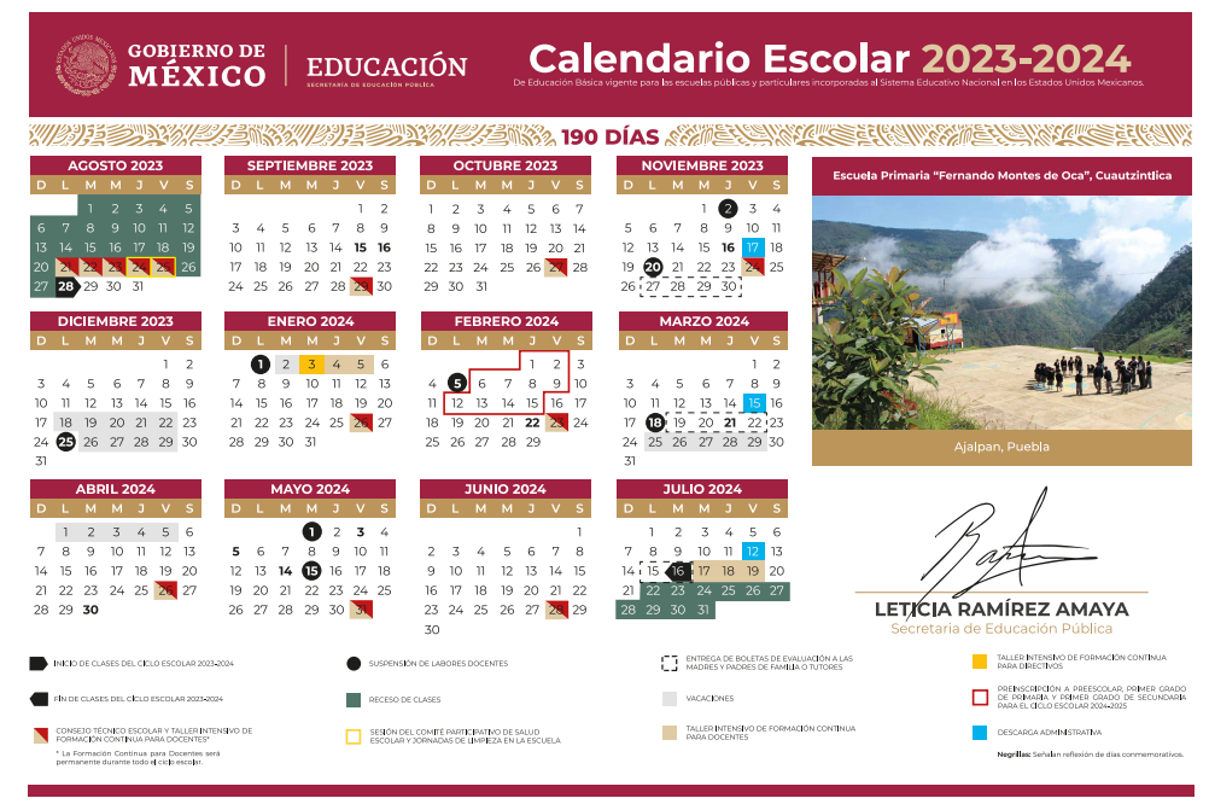 GOBIERNO DE
MÉXICO
EDUCACIÓN
SECRETARÍA DE EDUCACIÓN PÚBLICA
Calendario Escolar 2023-2024
De Educación Básica vigente para las escuelas públicas y particulares incorporadas al Sistema Educativo Nacional en los Estados Unidos Mexicanos.
190 DÍAS
AGOSTO 2023
D L M M J V S
1 2 3 4 5
6 7 8 9 10 11 12
13 14 15 16 17 18 19
20 21 22 23 24 25 26
27 28 29 30 31
SEPTIEMBRE 2023
D L M M J V S
1 2
3 4 5 6 7 8 9
10 11 12 13 14 15 16
17 18 19 20 21 22 23
24 25 26 27 28 29 30
OCTUBRE 2023
D L M M J V S
1 2 3 4 5 6 7
8 9 10 11 12 13 14
15 16 17 18 19 20 21
22 23 24 25 26 27 28
29 30 31
NOVIEMBRE 2023
D L M M J V S
1 2 3 4
5 6 7 8 9 10 11
12 13 14 15 16 17 18
19 20 21 22 23 24 25
26 27 28 29 30
Escuela Primaria “Fernando Montes de Oca”, Cuautzintlica
Ajalpan, Puebla
DICIEMBRE 2023
D L M M J V S
1 2
3 4 5 6 7 8 9
10 11 12 13 14 15 16
17 18 19 20 21 22 23
24 25 26 27 28 29 30
31
ENERO 2024
D L M M J V S
1 2 3 4 5 6
7 8 9 10 11 12 13
14 15 16 17 18 19 20
21 22 23 24 25 26 27
28 29 30 31
FEBRERO 2024
D L M M J V S
1 2 3
4 5 6 7 8 9 10
11 12 13 14 15 16 17
18 19 20 21 22 23 24
25 26 27 28 29
MARZO 2024
D L M M J V S
1 2
3 4 5 6 7 8 9
10 11 12 13 14 15 16
17 18 19 20 21 22 23
24 25 26 27 28 29 30
31
ABRIL 2024
D L M M J V S
1 2 3 4 5 6
7 8 9 10 11 12 13
14 15 16 17 18 19 20
21 22 23 24 25 26 27
28 29 30
MAYO 2024
D L M M J V S
1 2 3 4
5 6 7 8 9 10 11
12 13 14 15 16 17 18
19 20 21 22 23 24 25
26 27 28 29 30 31
JUNIO 2024
D L M M J V S
1
2 3 4 5 6 7 8
9 10 11 12 13 14 15
16 17 18 19 20 21 22
23 24 25 26 27 28 29
30
JULIO 2024
D L M M J V S
1 2 3 4 5 6
7 8 9 10 11 12 13
14 15 16 17 18 19 20
21 22 23 24 25 26 27
28 29 30 31
LETICIA RAMÍREZ AMAYA
Secretaria de Educación Pública
INICIO DE CLASES DEL CICLO ESCOLAR 2023-2024
FIN DE CLASES DEL CICLO ESCOLAR 2023-2024
CONSEJO TÉCNICO ESCOLAR Y TALLER INTENSIVO DE
FORMACIÓN CONTINUA PARA DOCENTES*
* La Formación Continua para Docentes será
permanente durante todo el ciclo escolar.
SUSPENSIÓN DE LABORES DOCENTES
RECESO DE CLASES
SESIÓN DEL COMITÉ PARTICIPATIVO DE SALUD
ESCOLAR Y JORNADAS DE LIMPIEZA EN LA ESCUELA
ENTREGA DE BOLETAS DE EVALUACIÓN A LAS
MADRES Y PADRES DE FAMILIA O TUTORES
VACACIONES
TALLER INTENSIVO DE FORMACIÓN CONTINUA
PARA DOCENTES
TALLER INTENSIVO DE FORMACIÓN CONTINUA
PARA DIRECTIVOS
PREINSCRIPCIÓN A PREESCOLAR, PRIMER GRADO
DE PRIMARIA Y PRIMER GRADO DE SECUNDARIA
PARA EL CICLO ESCOLAR 2024-2025
DESCARGA ADMINISTRATIVA
Negrillas: Señalan reflexión de días conmemorativos.